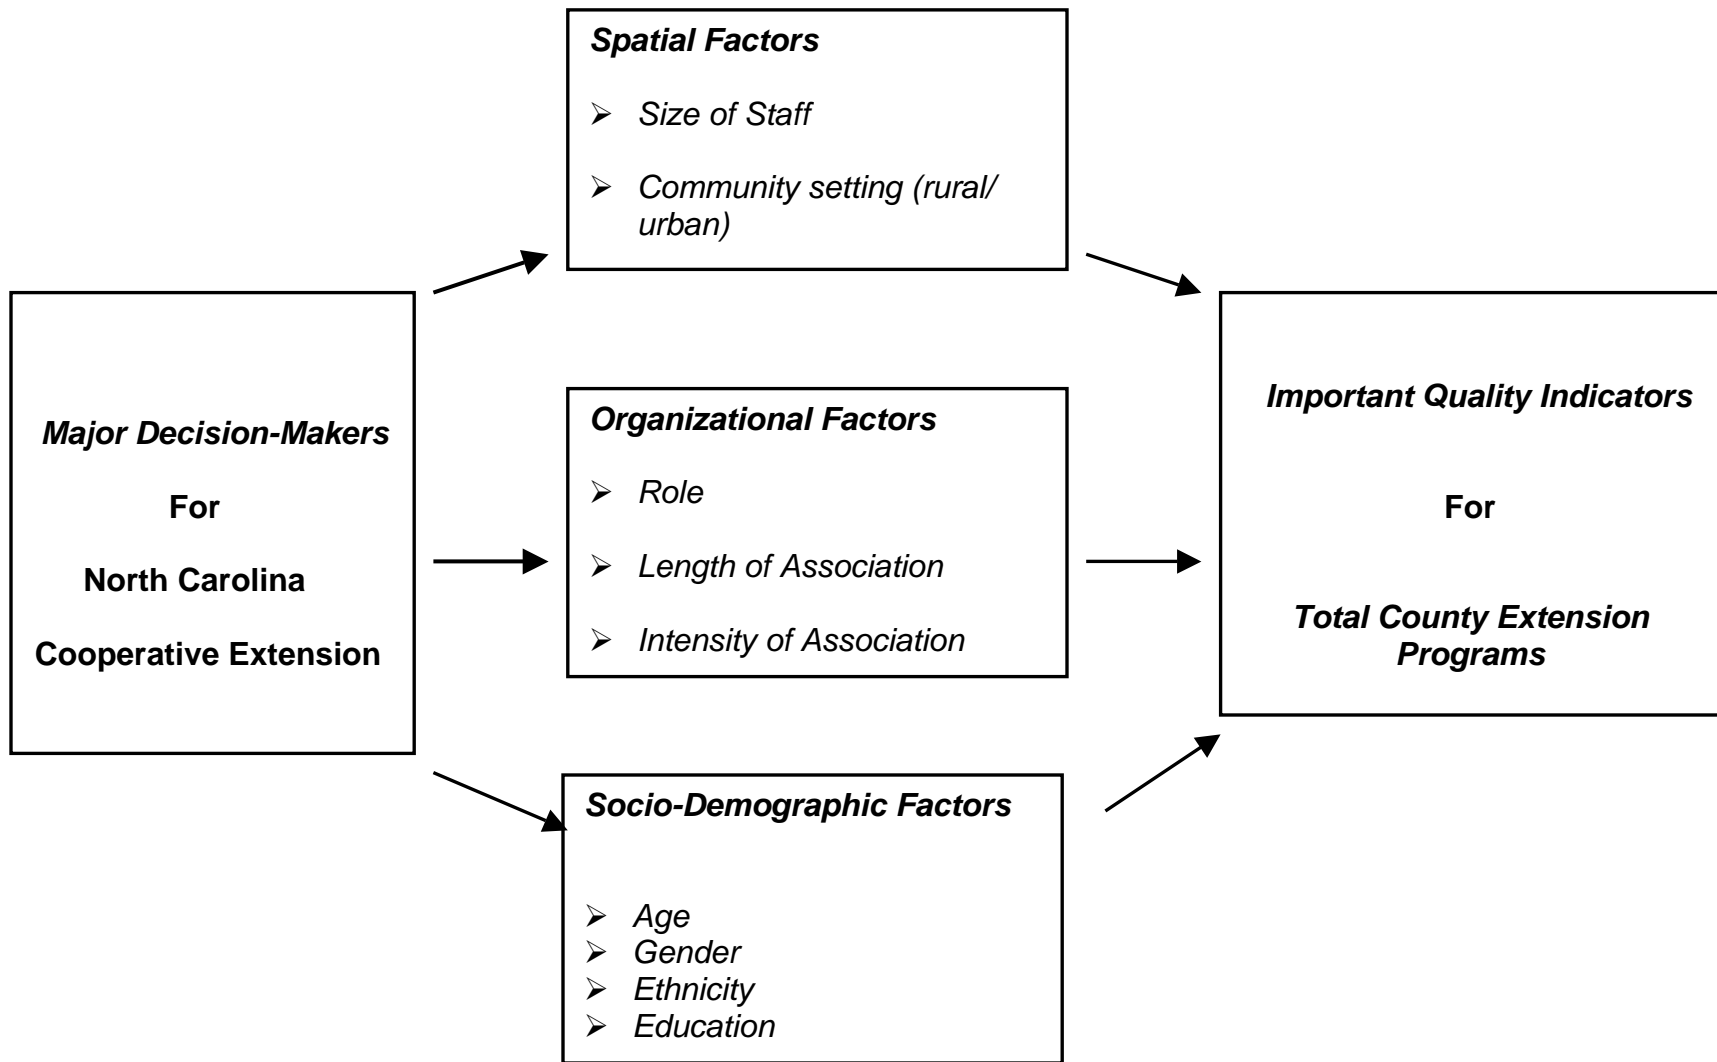 Major Decision-Makers
For
North Carolina
Cooperative Extension
Spatial Factors
➢ Size of Staff
➢ Community setting (rural/
urban)
Organizational Factors
➢ Role
➢ Length of Association
➢ Intensity of Association
Socio-Demographic Factors
➢ Age
➢ Gender
➢ Ethnicity
➢ Education
Important Quality Indicators
For
Total County Extension
Programs